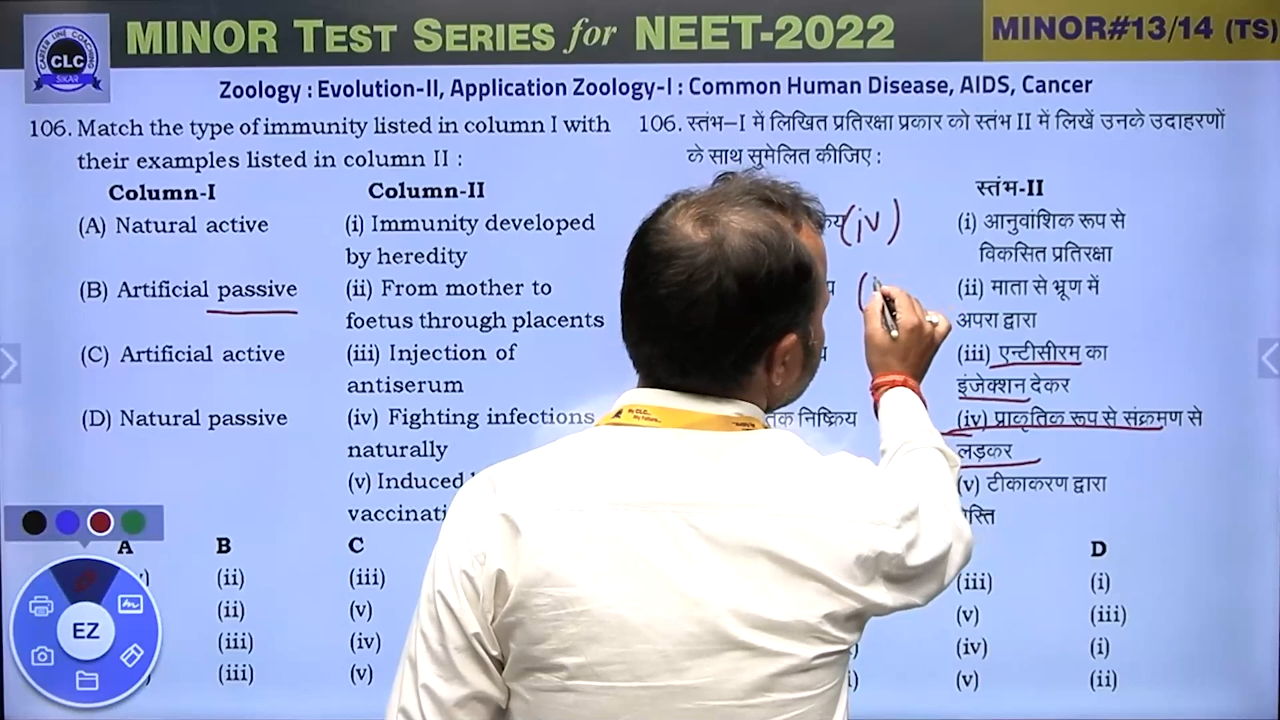 MINOR TEST SERIES for NEET-2022
MINOR#13/14 (TS)
CAREER LINE COACHING
CLC
SIKAR
Zoology : Evolution-II, Application Zoology-I : Common Human Disease, AIDS, Cancer
106. Match the type of immunity listed in column I with
their examples listed in column II :
Column-I Column-II
(A) Natural active (i) Immunity developed
by heredity
(B) Artificial passive (ii) From mother to
foetus through placents
(C) Artificial active (iii) Injection of
antiserum
(D) Natural passive (iv) Fighting infections
naturally
(v) Induced
A B C
(ii) (iii)
(ii) (v)
(iii) (iv)
(iii) (v)
106. स्तंभ–I में लिखित प्रतिरक्षा प्रकार को स्तंभ II में लिखें उनके उदाहरणों
के साथ सुमेलित कीजिए :
स्तंभ-II
(iv) (i) आनुवांशिक रूप से
विकसित प्रतिरक्षा
(ii) माता से भ्रूण में
अपरा द्वारा
(iii) एन्टीसीरम का
इंजेक्शन देकर
निष्क्रिय (iv) प्राकृतिक रूप से संक्रमण से
लड़कर
(v) टीकाकरण द्वारा
D
(iii) (i)
(v) (iii)
(iv) (i)
(v) (ii)
EZ
My CLC...
My Future...